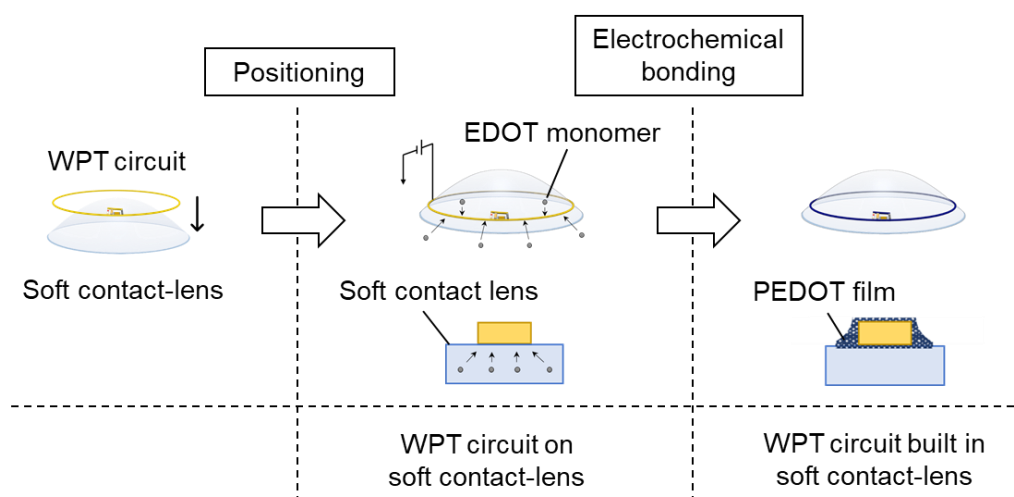 Positioning
Electrochemical
bonding
WPT circuit
Soft contact-lens
EDOT monomer
Soft contact lens
PEDOT film
WPT circuit on
soft contact-lens
WPT circuit built in
soft contact-lens